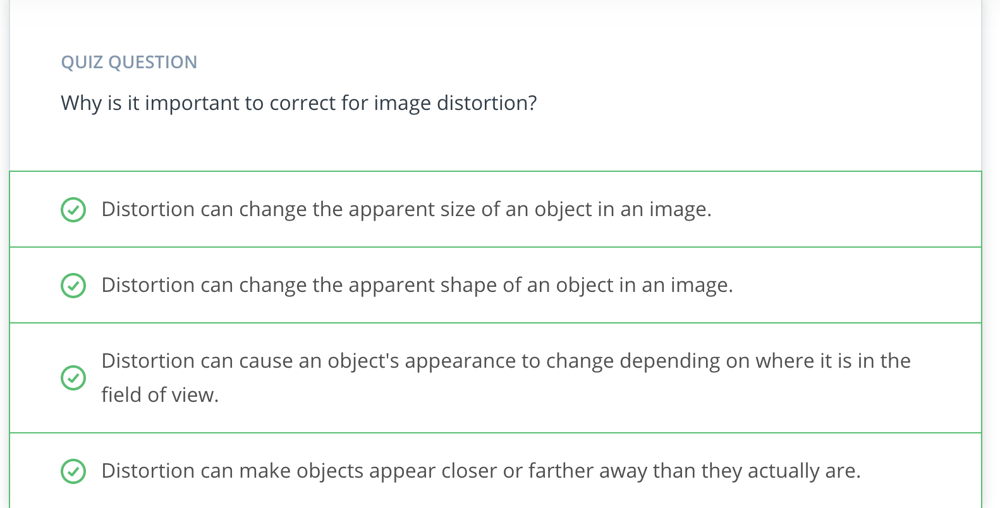 QUIZ QUESTION
Why is it important to correct for image distortion?
Distortion can change the apparent size of an object in an image.
Distortion can change the apparent shape of an object in an image.
Distortion can cause an object's appearance to change depending on where it is in the
field of view.
Distortion can make objects appear closer or farther away than they actually are.